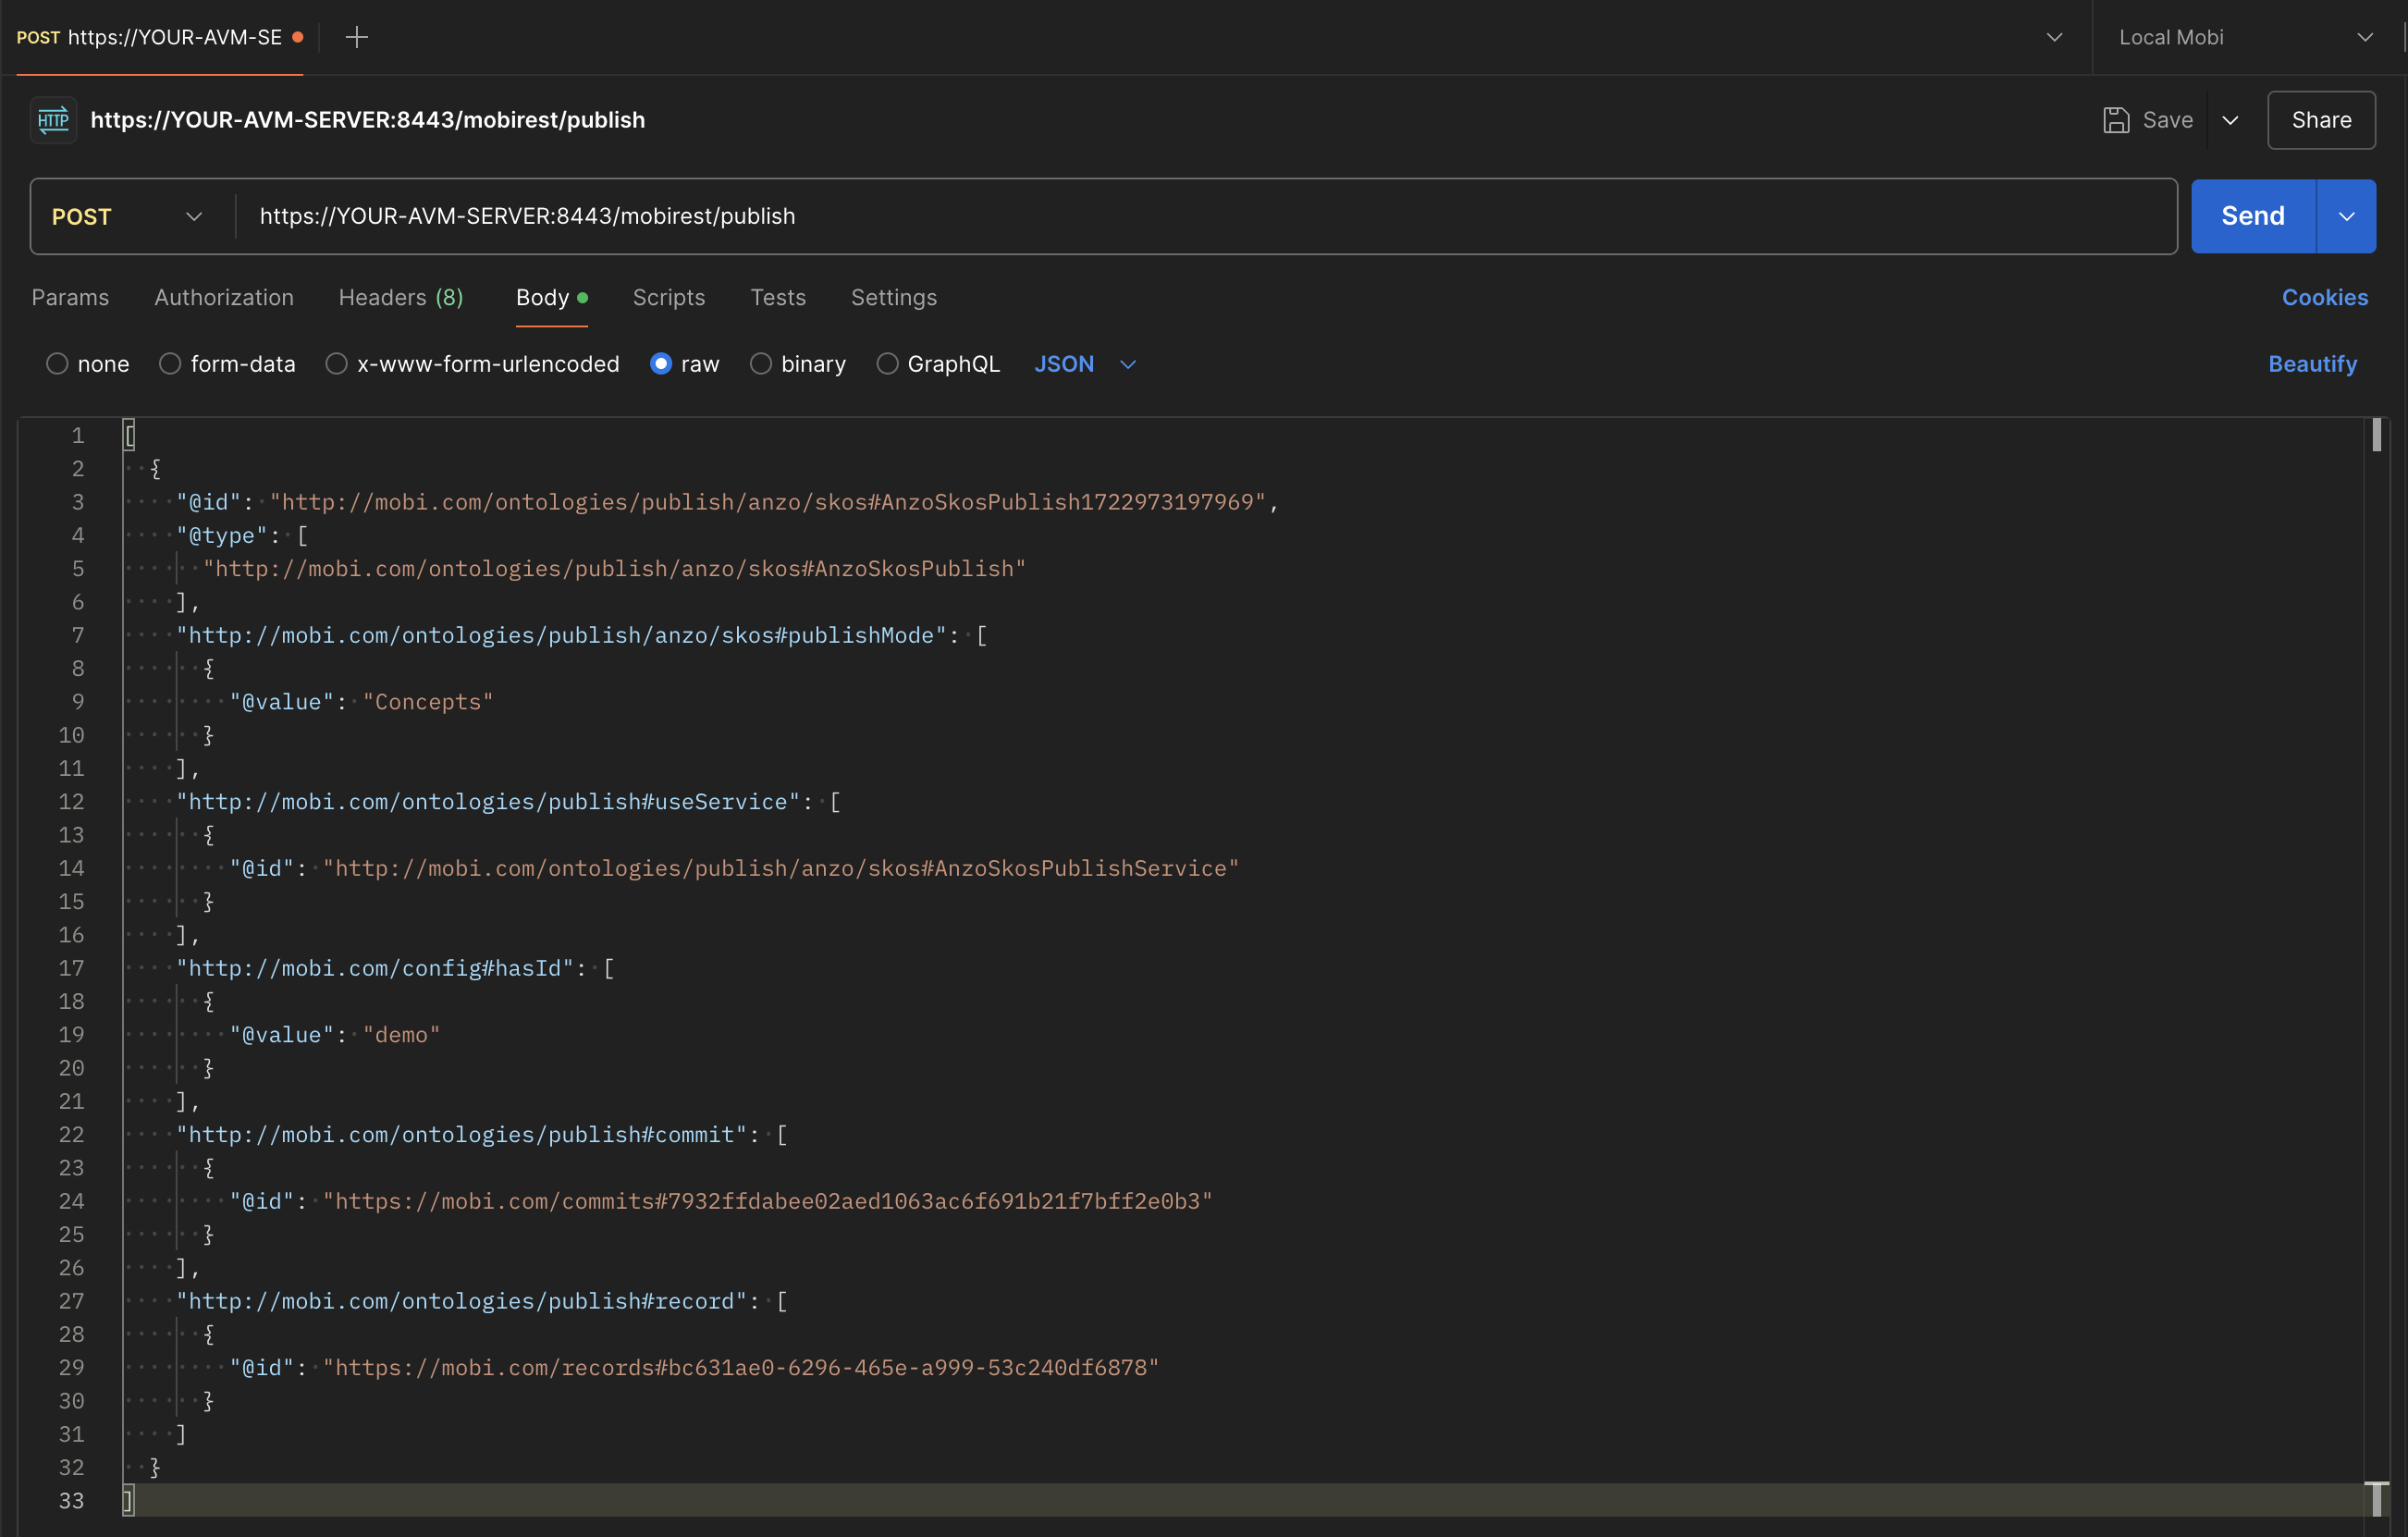 POST https://YOUR-AVM-SE
Local Mobi
HTTP https://YOUR-AVM-SERVER:8443/mobirest/publish
Save
Share
POST https://YOUR-AVM-SERVER:8443/mobirest/publish
Send
Params Authorization Headers (8) Body Scripts Tests Settings Cookies
none form-data x-www-form-urlencoded raw binary GraphQL JSON Beautify
1 [
2 {
3 "@id": "http://mobi.com/ontologies/publish/anzo/skos#AnzoSkosPublish1722973197969",
4 "@type": [
5 "http://mobi.com/ontologies/publish/anzo/skos#AnzoSkosPublish"
6 ],
7 "http://mobi.com/ontologies/publish/anzo/skos#publishMode": [
8 {
9 "@value": "Concepts"
10 }
11 ],
12 "http://mobi.com/ontologies/publish#useService": [
13 {
14 "@id": "http://mobi.com/ontologies/publish/anzo/skos#AnzoSkosPublishService"
15 }
16 ],
17 "http://mobi.com/config#hasId": [
18 {
19 "@value": "demo"
20 }
21 ],
22 "http://mobi.com/ontologies/publish#commit": [
23 {
24 "@id": "https://mobi.com/commits#7932ffdabee02aed1063ac6f691b21f7bff2e0b3"
25 }
26 ],
27 "http://mobi.com/ontologies/publish#record": [
28 {
29 "@id": "https://mobi.com/records#bc631ae0-6296-465e-a999-53c240df6878"
30 }
31 ]
32 }
33 ]